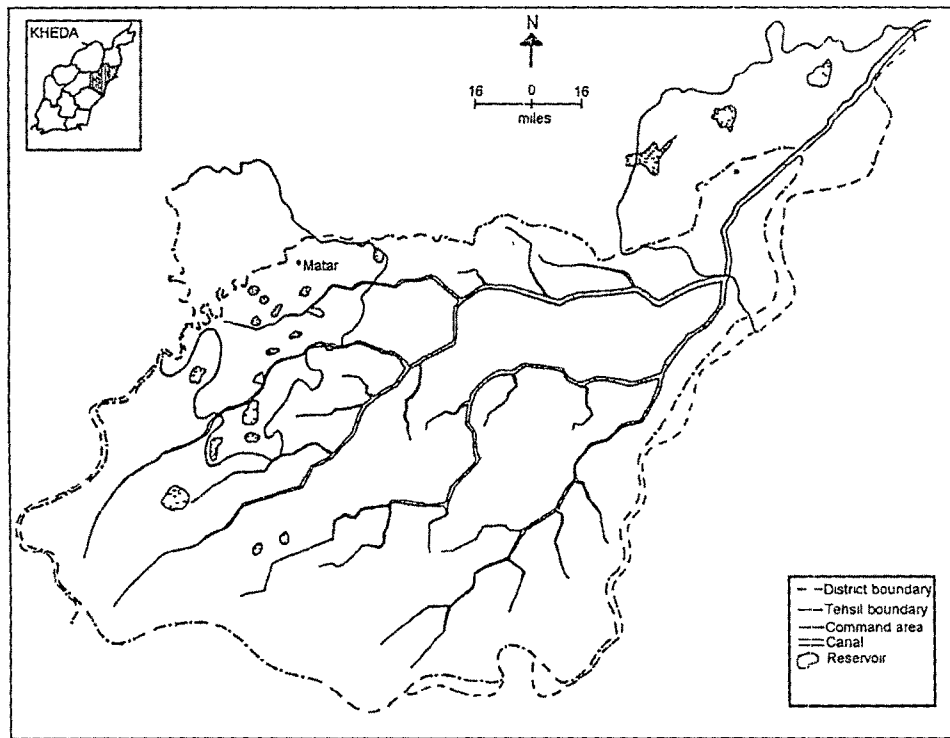 KHEDA
N
16 0 16
miles
Matar
District boundary
Tehsil boundary
Command area
Canal
Reservoir